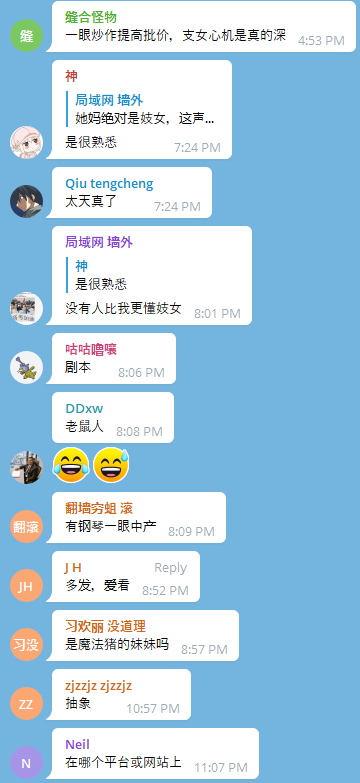 缝合怪物
缝
一眼炒作提高批价，支女心机是真的深
4:53 PM
神
局域网 墙外
她妈绝对是妓女，这声...
是很熟悉
7:24 PM
Qiu tengcheng
太天真了
7:24 PM
局域网 墙外
神
是很熟悉
没有人比我更懂妓女
8:01 PM
咕咕噜嚷
剧本
8:06 PM
DDxw
老鼠人
8:08 PM
翻墙穷蛆 滚
翻滚
有钢琴一眼中产
8:09 PM
J H
Reply
JH
多发，爱看
8:52 PM
习欢丽 没道理
习没
是魔法猪的妹妹吗
8:57 PM
zjzzjz zjzzjz
ZZ
抽象
10:57 PM
Neil
N
在哪个平台或网站上
11:07 PM